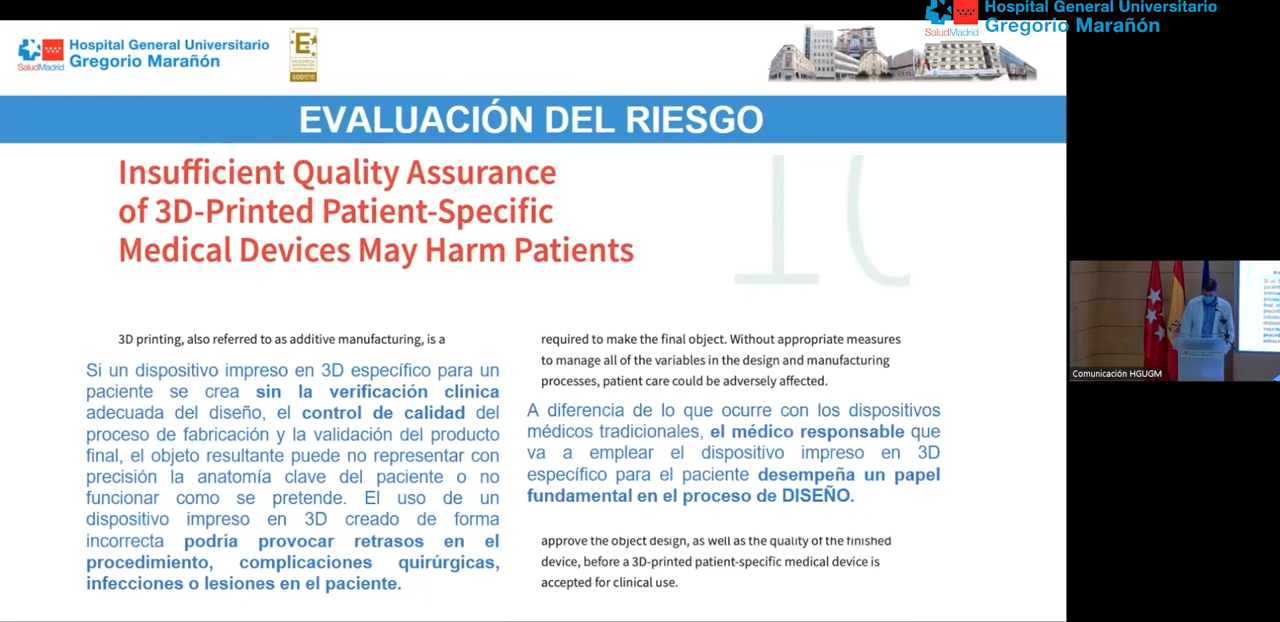 Hospital General Universitario
Gregorio Marañón
SaludMadrid
Hospital General Universitario
Gregorio Marañón
SaludMadrid
E
500
EVALUACIÓN DEL RIESGO
Insufficient Quality Assurance
of 3D-Printed Patient-Specific
Medical Devices May Harm Patients
10
3D printing, also referred to as additive manufacturing, is a
Si un dispositivo impreso en 3D específico para un
paciente se crea sin la verificación clínica
adecuada del diseño, el control de calidad del
proceso de fabricación y la validación del producto
final, el objeto resultante puede no representar con
precisión la anatomía clave del paciente o no
funcionar como se pretende. El uso de un
dispositivo impreso en 3D creado de forma
incorrecta podría provocar retrasos en el
procedimiento, complicaciones quirúrgicas,
infecciones o lesiones en el paciente.
required to make the final object. Without appropriate measures
to manage all of the variables in the design and manufacturing
processes, patient care could be adversely affected.
A diferencia de lo que ocurre con los dispositivos
médicos tradicionales, el médico responsable que
va a emplear el dispositivo impreso en 3D
específico para el paciente desempeña un papel
fundamental en el proceso de DISEÑO.
approve the object design, as well as the quality of the finished
device, before a 3D-printed patient-specific medical device is
accepted for clinical use.
Comunicación HGUGM